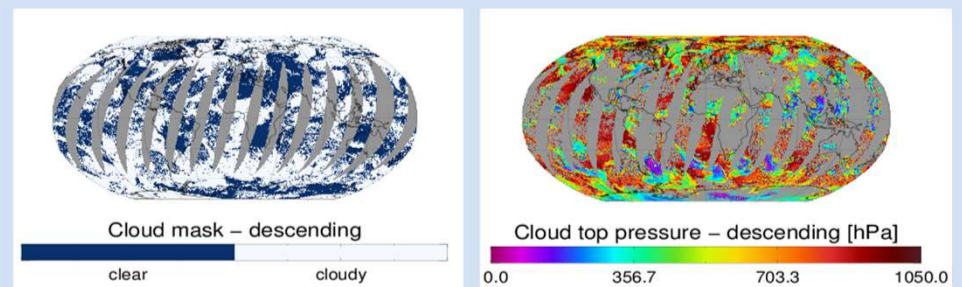 Cloud mask – descending
clear cloudy
Cloud top pressure – descending [hPa]
0.0 356.7 703.3 1050.0